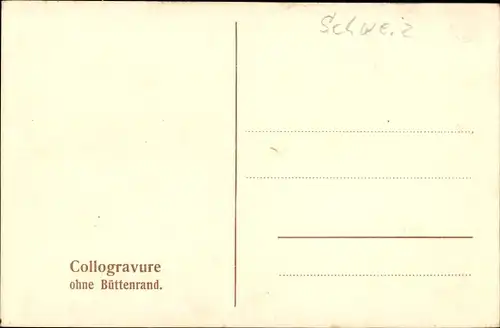 Schweiz
Collogravure
ohne Büttenrand.